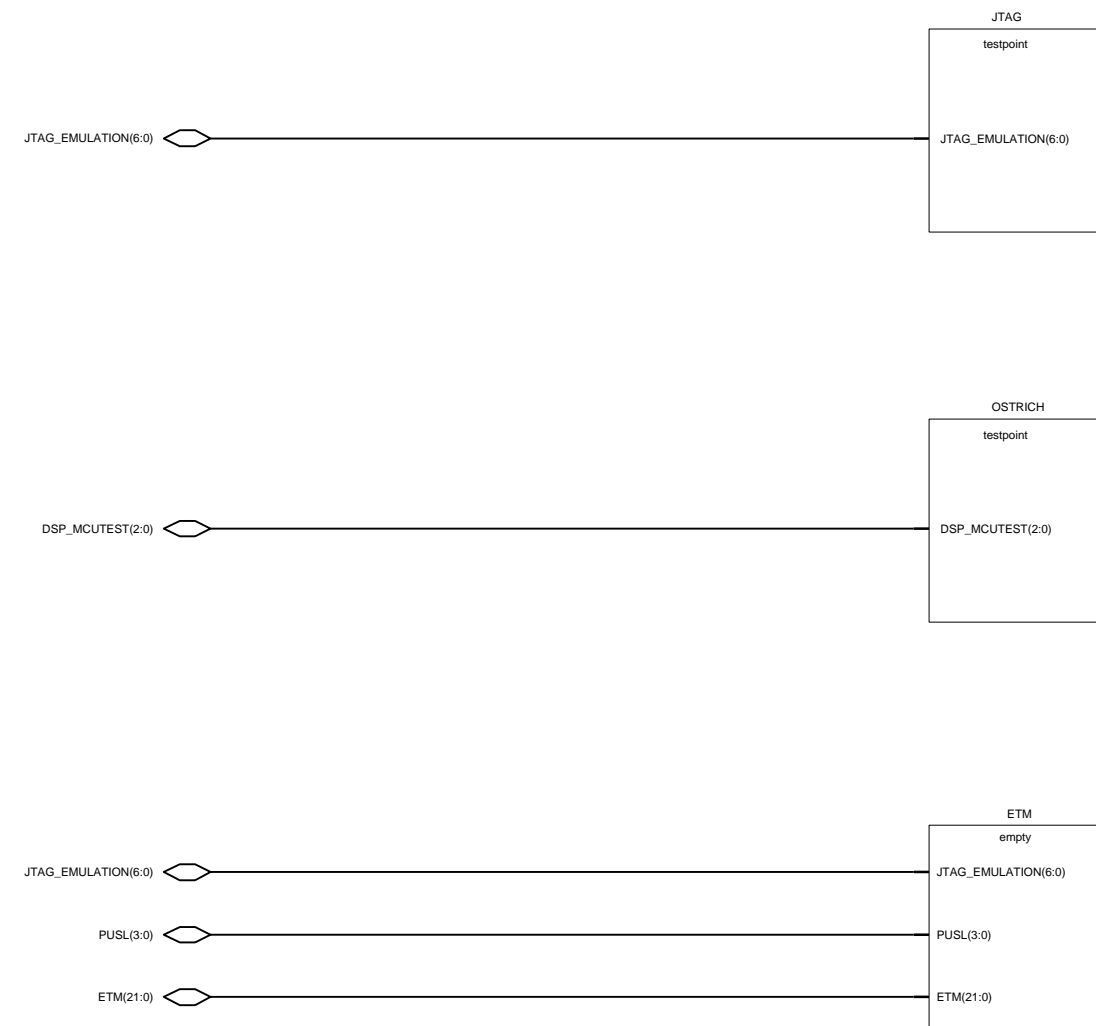 JTAG
testpoint
JTAG_EMULATION(6:0) JTAG_EMULATION(6:0)
OSTRICH
testpoint
DSP_MCUTEST(2:0) DSP_MCUTEST(2:0)
ETM
empty
JTAG_EMULATION(6:0) JTAG_EMULATION(6:0)
PUSL(3:0) PUSL(3:0)
ETM(21:0) ETM(21:0)